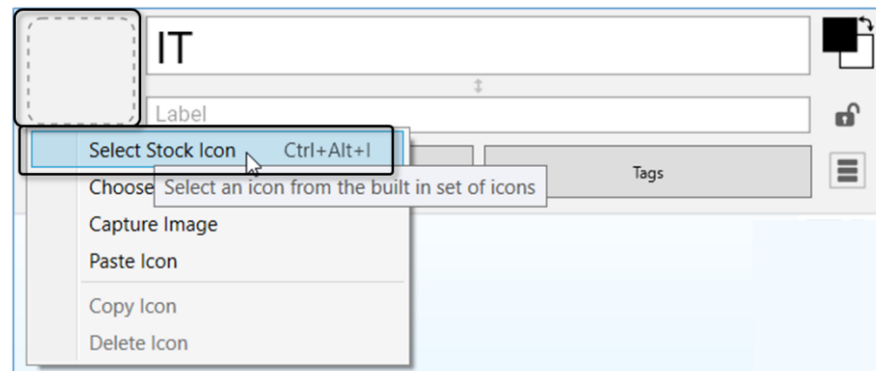 IT
Label
Select Stock Icon Ctrl+Alt+I
Choose
Select an icon from the built in set of icons
Tags
Capture Image
Paste Icon
Copy Icon
Delete Icon